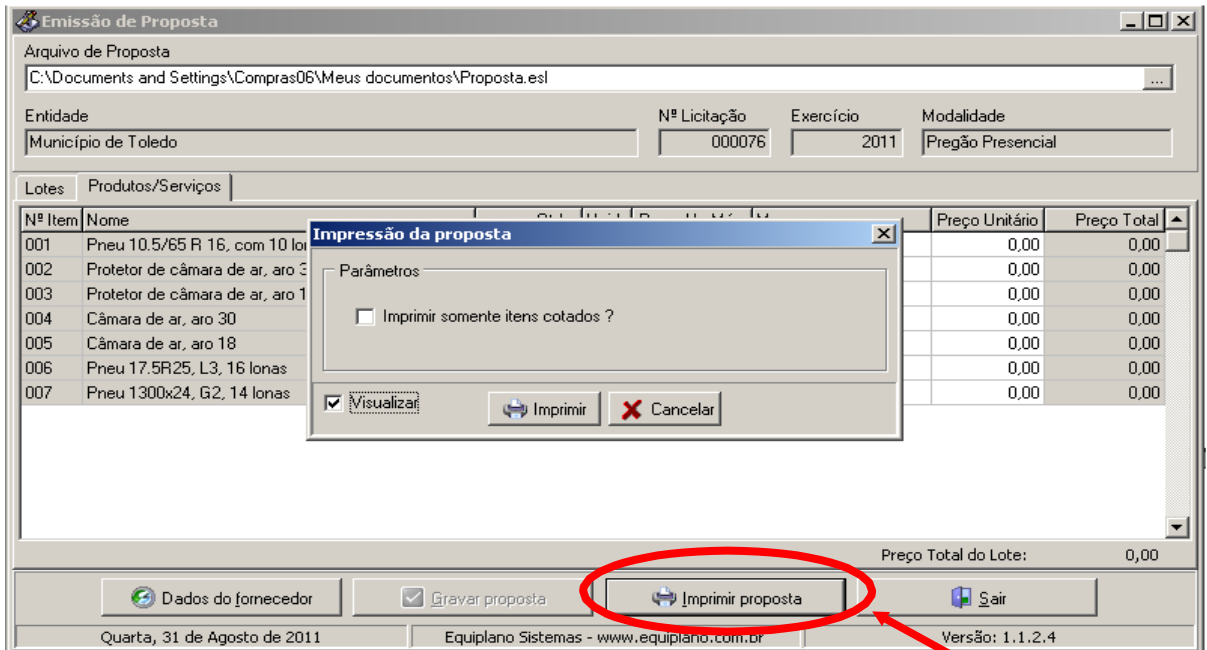 Emissão de Proposta
Arquivo de Proposta
C:\Documents and Settings\Compras06\Meus documentos\Proposta.esl
...
Entidade Nº Licitação Exercício Modalidade
Município de Toledo 000076 2011 Pregão Presencial
Lotes Produtos/Serviços
Nº Item Nome Preço Unitário Preço Total
001 Pneu 10.5/65 R 16, com 10 0,00 0,00
002 Protetor de câmara de ar, aro 0,00 0,00
003 Protetor de câmara de ar, aro 1 0,00 0,00
004 Câmara de ar, aro 30 0,00 0,00
005 Câmara de ar, aro 18 0,00 0,00
006 Pneu 17.5R25, L3, 16 lonas 0,00 0,00
007 Pneu 1300x24, G2, 14 lonas 0,00 0,00
Impressão da proposta
Parâmetros
Imprimir somente itens cotados ?
Visualizar Imprimir Cancelar
Preço Total do Lote: 0,00
Dados do fornecedor Gravar proposta Imprimir proposta Sair
Quarta, 31 de Agosto de 2011 Equiplano Sistemas - www.equiplano.com.br Versão: 1.1.2.4